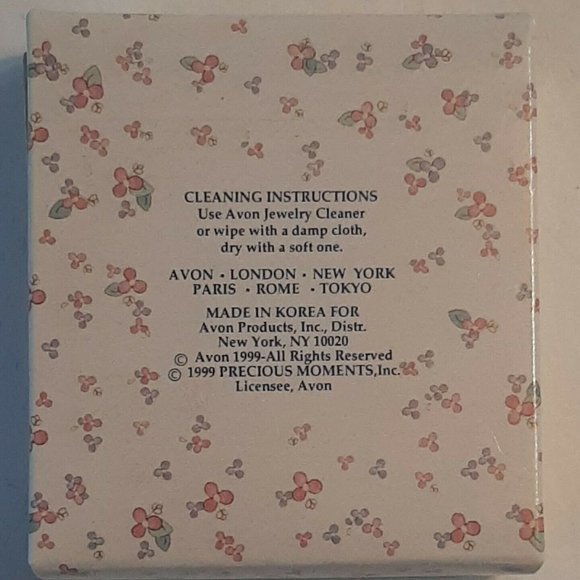 CLEANING INSTRUCTIONS
Use Avon Jewelry Cleaner
or wipe with a damp cloth,
dry with a soft one.
AVON • LONDON • NEW YORK
PARIS • ROME • TOKYO
MADE IN KOREA FOR
Avon Products, Inc., Distr.
New York, NY 10020
© Avon 1999-All Rights Reserved
© 1999 PRECIOUS MOMENTS,Inc.
Licensee, Avon